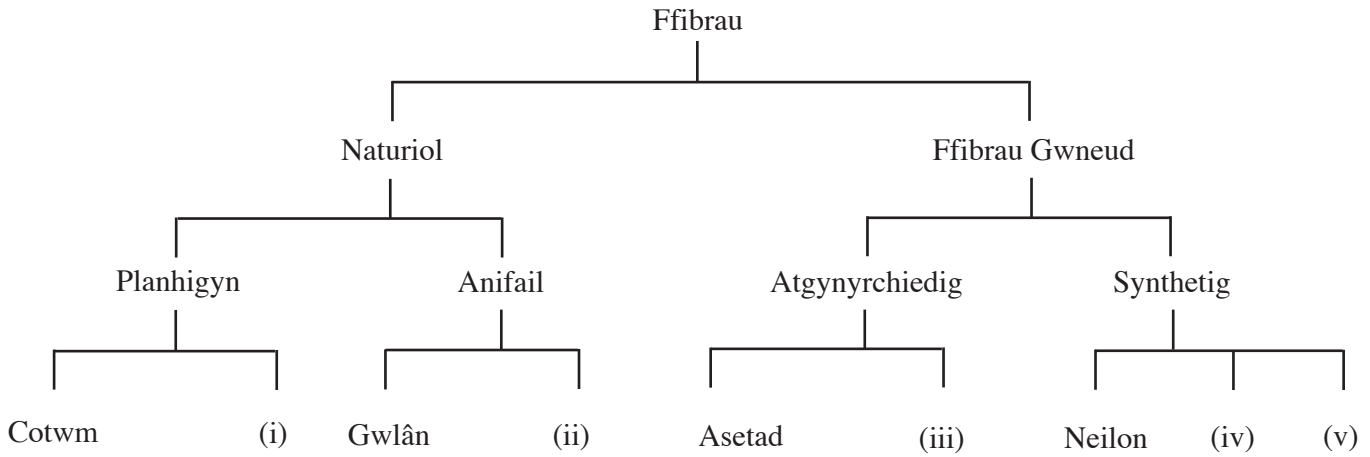 Ffibrau
Naturiol Ffibrau Gwneud
Planhigyn Anifail Atgynyrchiedig Synthetig
Cotwm (i) Gwlân (ii) Asetad (iii) Neilon (iv) (v)